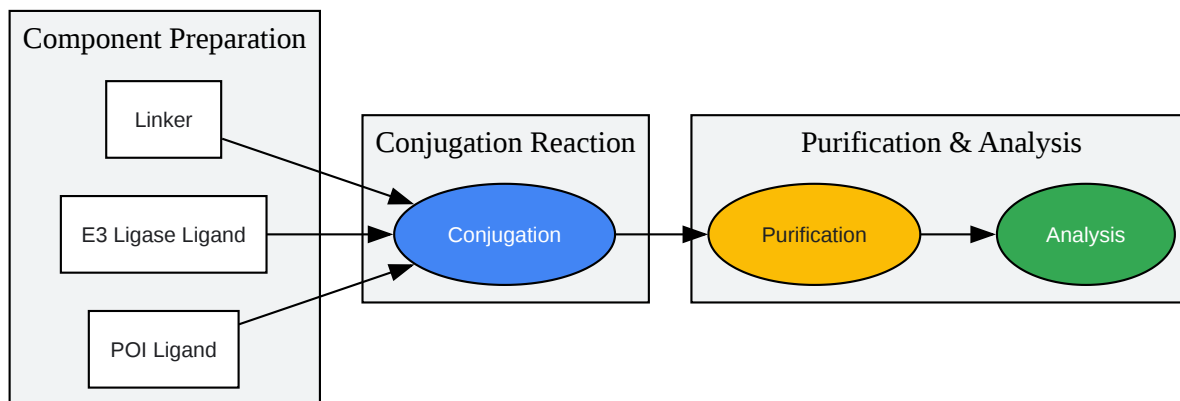 Component Preparation
Linker
E3 Ligase Ligand
POI Ligand
Conjugation Reaction
Conjugation
Purification & Analysis
Purification
Analysis